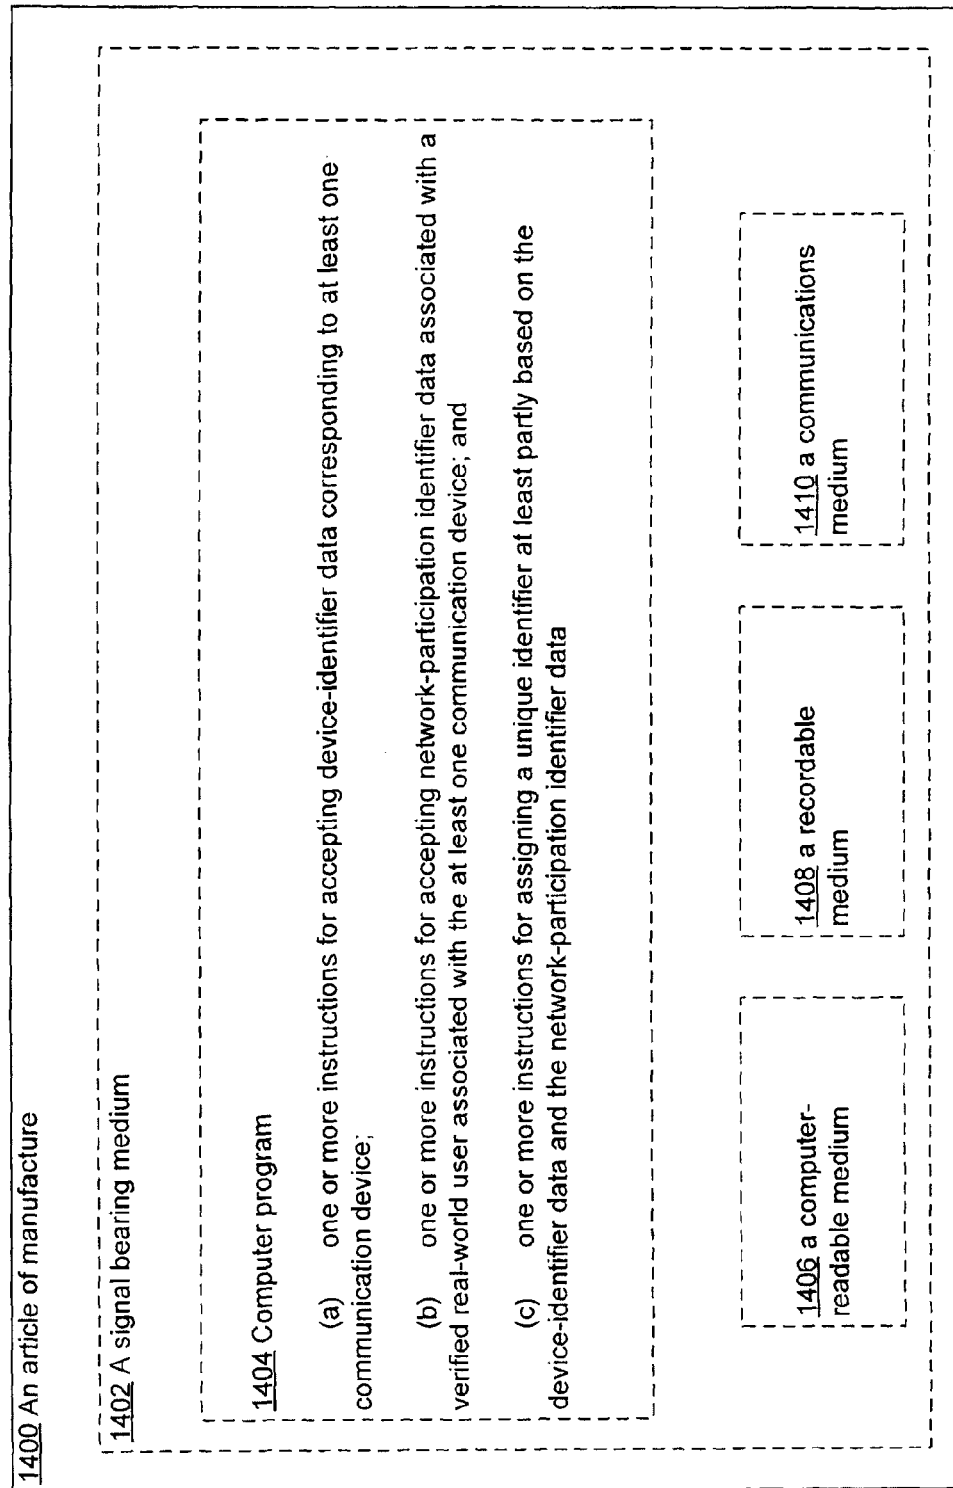 1400 An article of manufacture
1402 A signal bearing medium
1404 Computer program
(a) one or more instructions for accepting device-identifier data corresponding to at least one
communication device;
(b) one or more instructions for accepting network-participation identifier data associated with a
verified real-world user associated with the at least one communication device; and
(c) one or more instructions for assigning a unique identifier at least partly based on the
device-identifier data and the network-participation identifier data
1406 a computer-
readable medium
1408 a recordable
medium
1410 a communications
medium